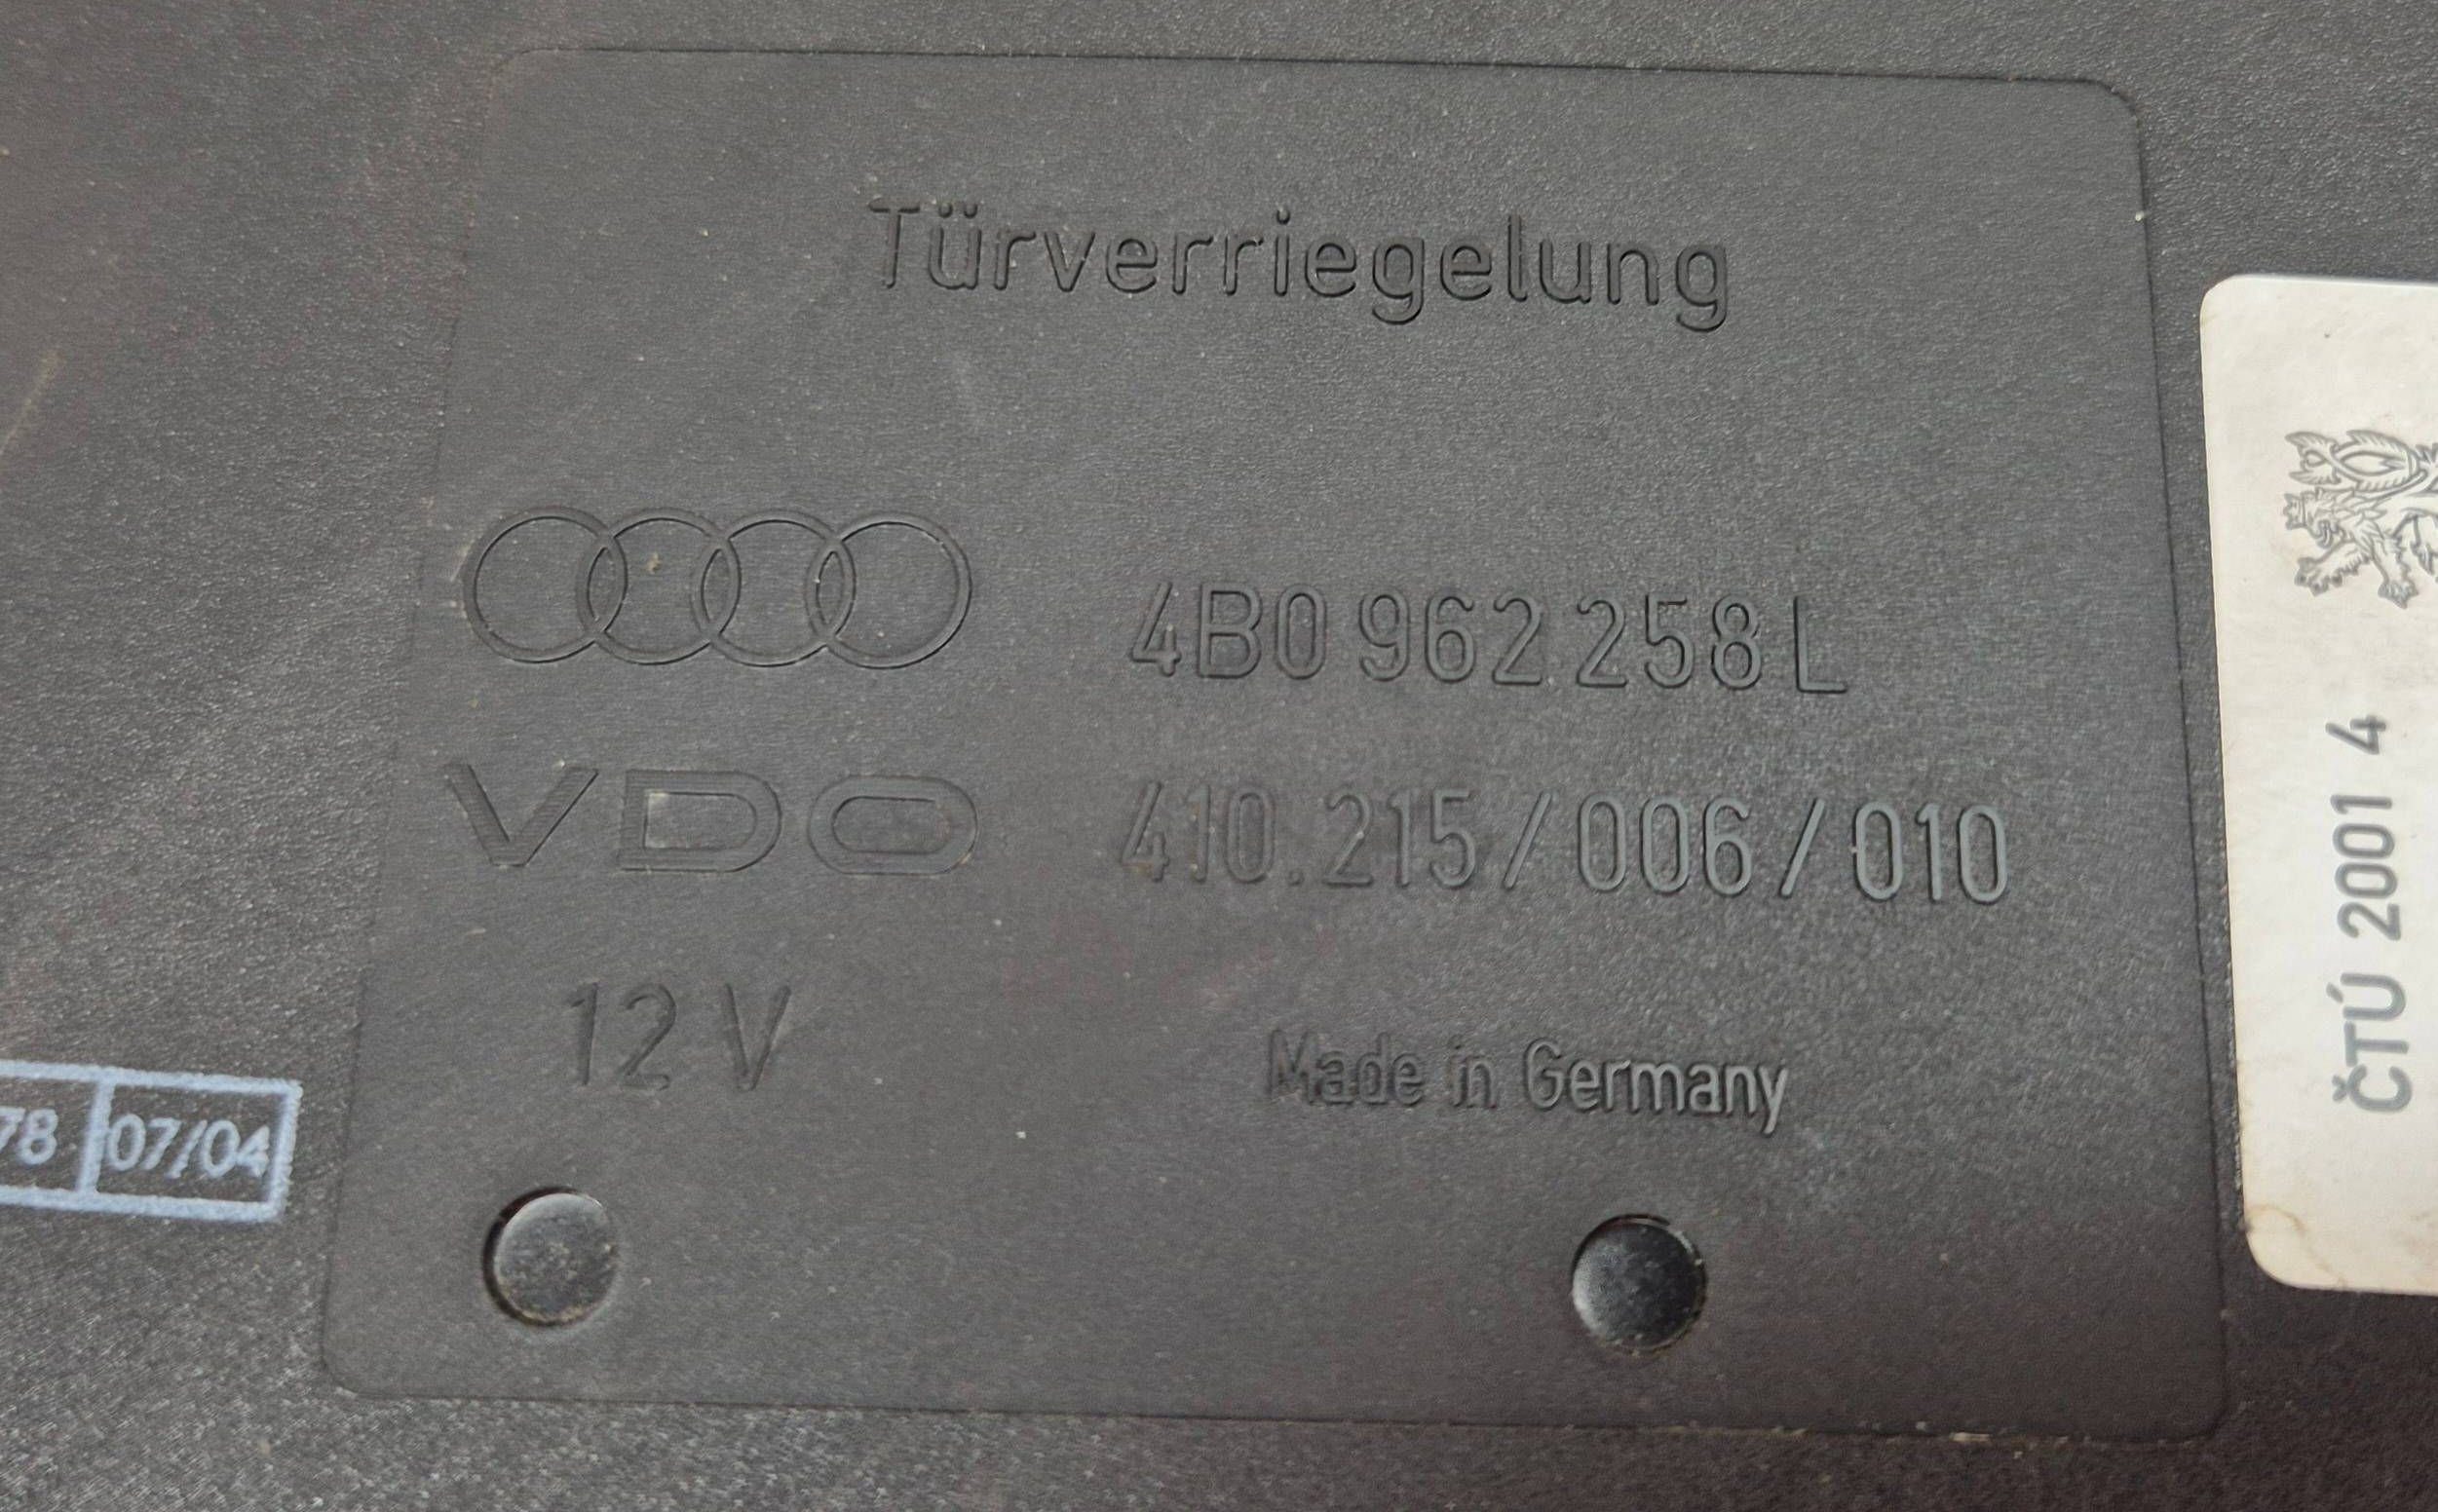 Türverriegelung
4B0 962 258 L
VDO 410.215/006/010
12 V
Made in Germany
78 07/04
ČTÚ 2001 4